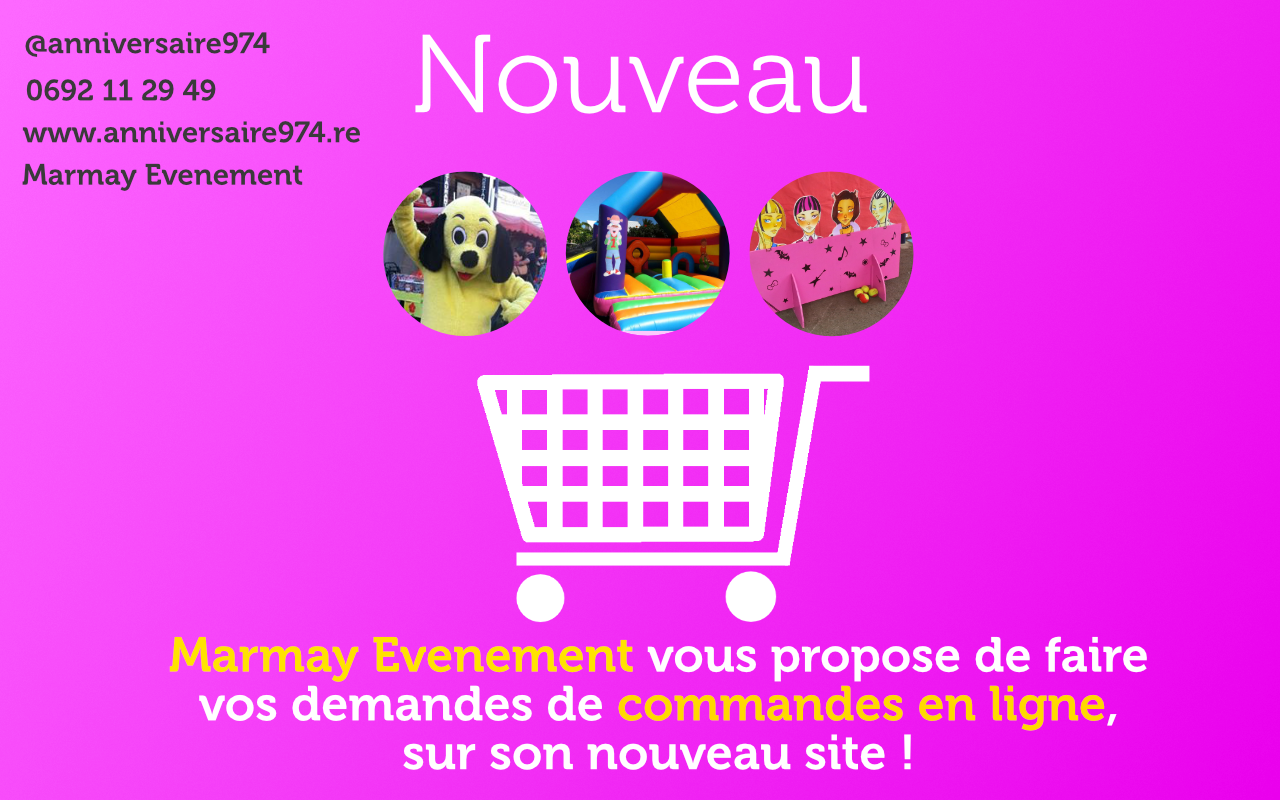 @anniversaire974
0692 11 29 49
www.anniversaire974.re
Marmay Evenement
Nouveau
Marmay Evenement vous propose de faire
vos demandes de commandes en ligne,
sur son nouveau site !